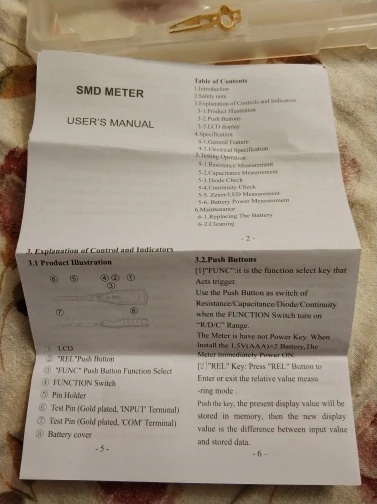 SMD METER
USER'S MANUAL
Table of Contents
1.Introduction
2.Safety note
3.Explanation of Controls and Indicators
3-1.Product Illustration
3-2.Push Buttons
3-3.LCD display
4.Specification
4-1.General Feature
4-2.Electrical Specification
5.Testing Operation
5-1.Resistance Measurement
5-2.Capacitance Measurement
5-3.Diode Check
5-4.Continuity Check
5-5. Zener/LED Measurement
5-6. Battery Power Measurement
6.Maintenance
6-1.Replacing The Battery
6-2.Cleaning
- 2 -
3. Explanation of Control and Indicators
3.1 Product Illustration
⑥ ⑤ ④ ② ①
③
⑦ ⑧
① LCD
② "REL"Push Button
③ "FUNC" Push Button Function Select
④ FUNCTION Switch
⑤ Pin Holder
⑥ Test Pin (Gold plated, 'INPUT' Terminal)
⑦ Test Pin (Gold plated, 'COM' Terminal)
⑧ Battery cover
- 5 -
3.2.Push Buttons
[1]"FUNC":it is the function select key that
Acts trigger.
Use the Push Button as switch of
Resistance/Capacitance/Diode/Continuity
when the FUNCTION Switch turn on
"R/D/C" Range.
The Meter is have not Power Key. When
Install the 1.5V(AAA)×2 Battery,The
Meter immediately Power ON.
[2]"REL" Key: Press "REL" Button to
Enter or exit the relative value measu
-ring mode .
Push the key, the present display value will be
stored in memory, then the new display
value is the difference between input value
and stored data.
- 6 -